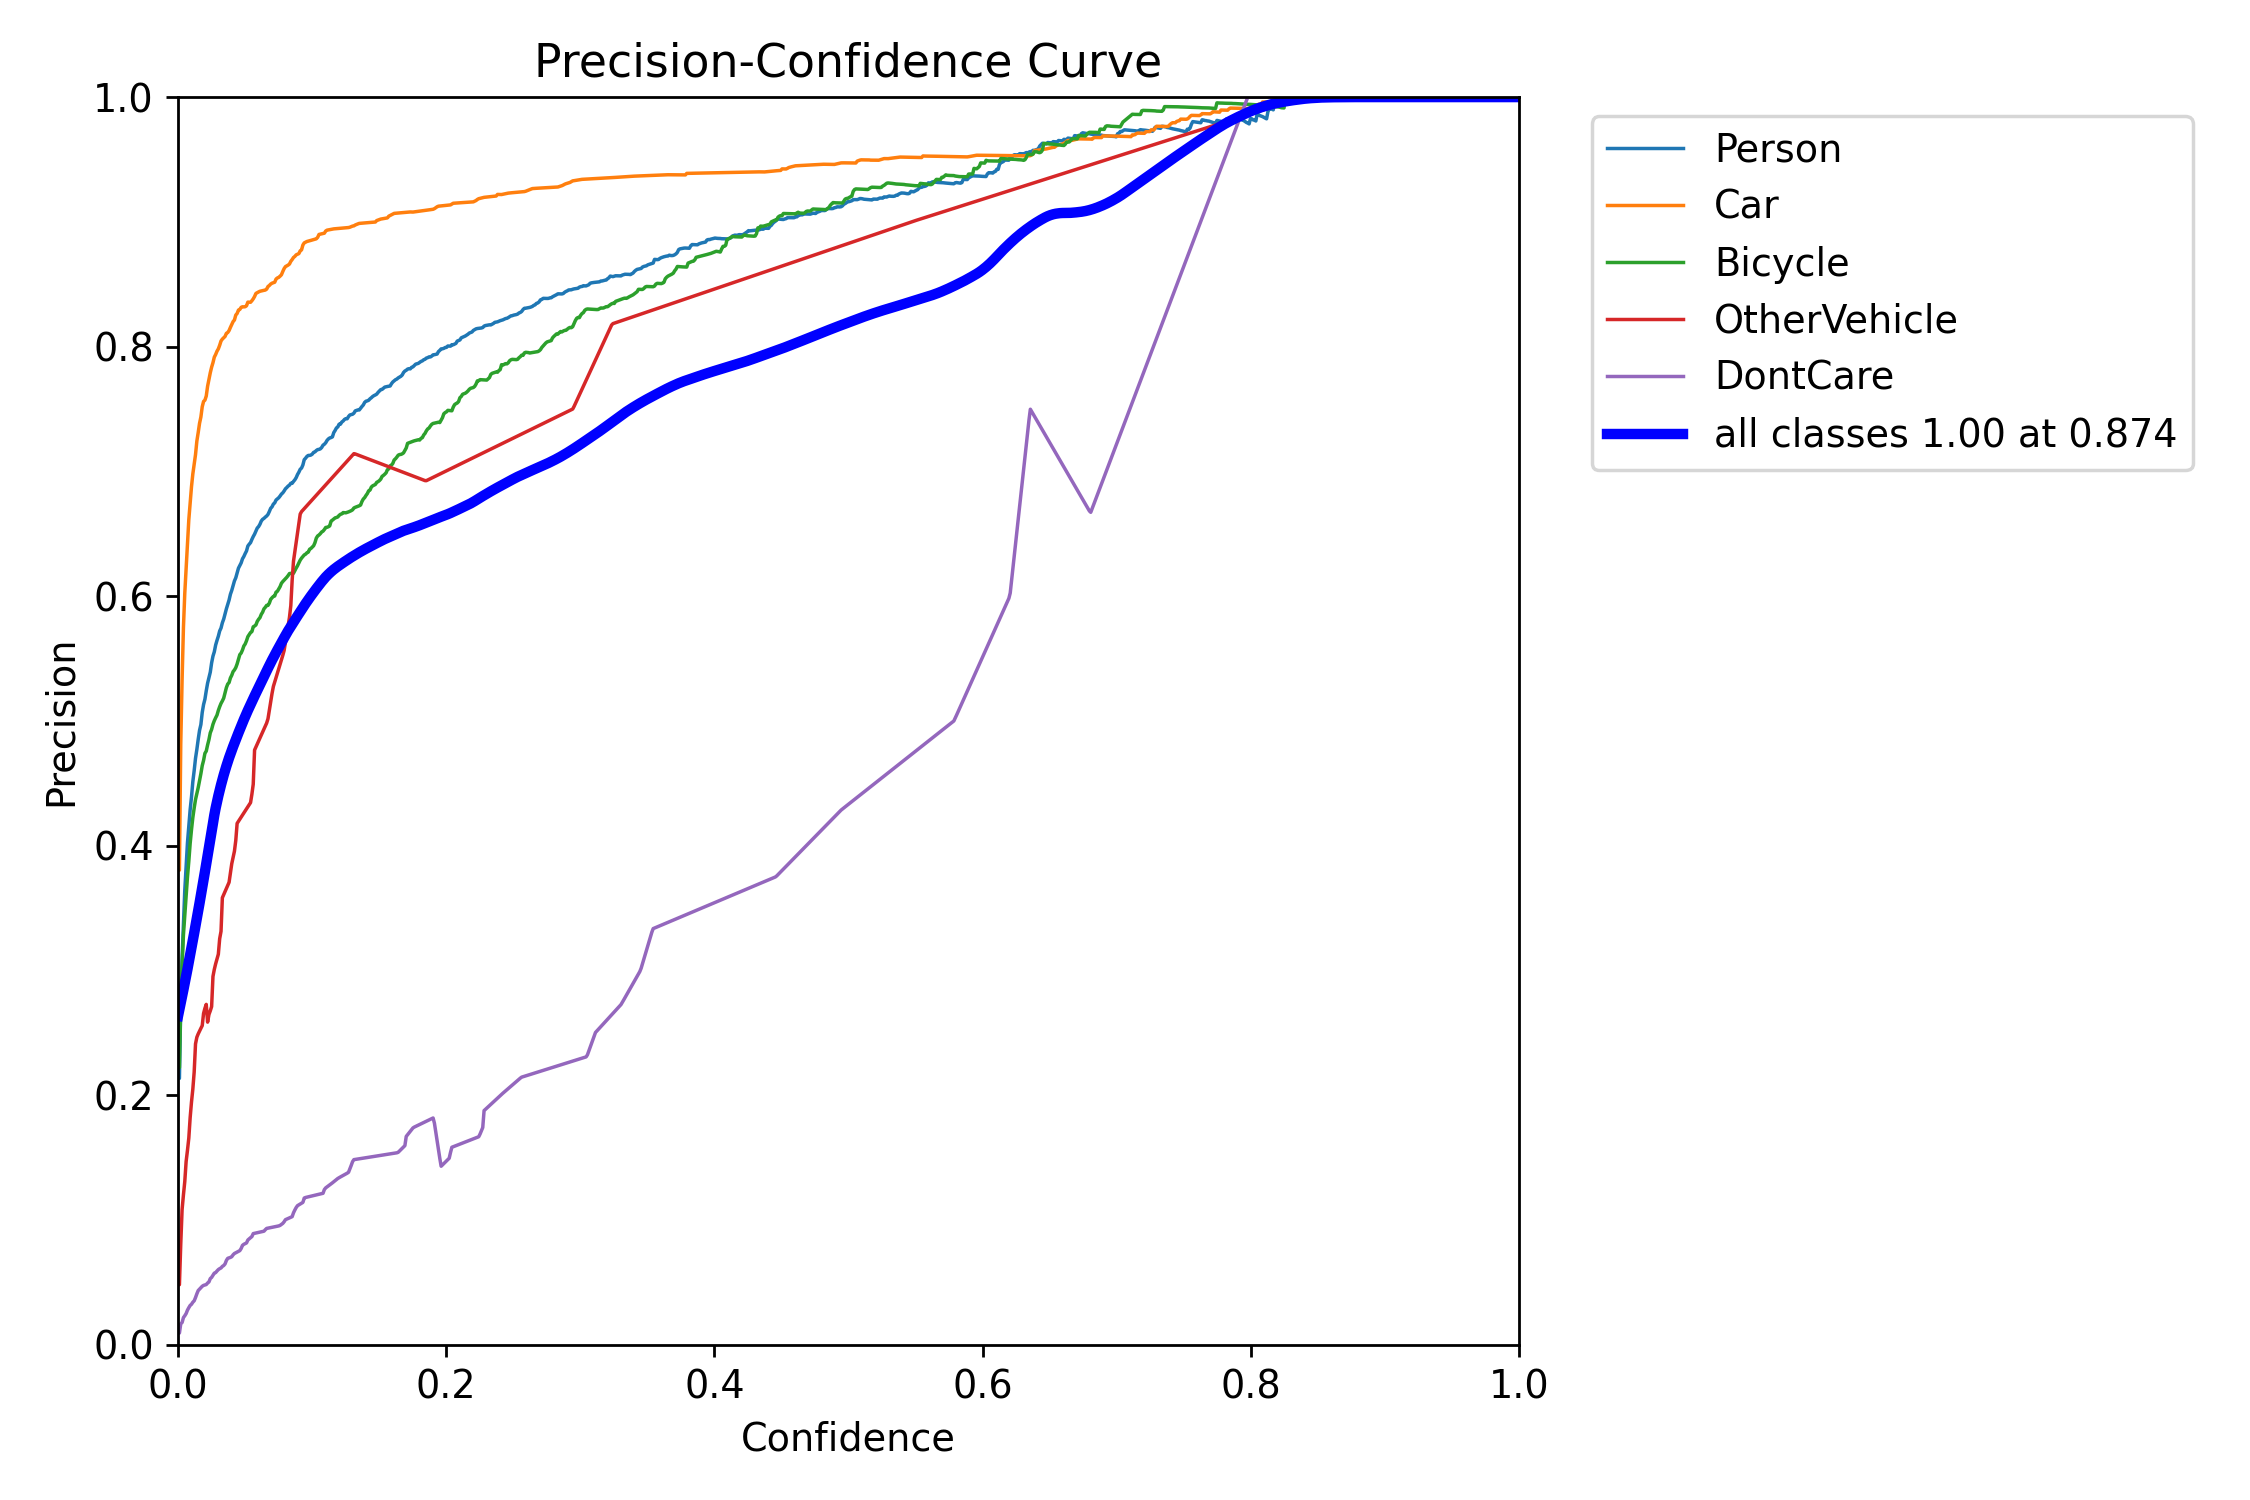 Precision-Confidence Curve
1.0
0.8
0.6
0.4
0.2
0.0
Precision
0.0 0.2 0.4 0.6 0.8 1.0
Confidence
Person
Car
Bicycle
OtherVehicle
DontCare
all classes 1.00 at 0.874